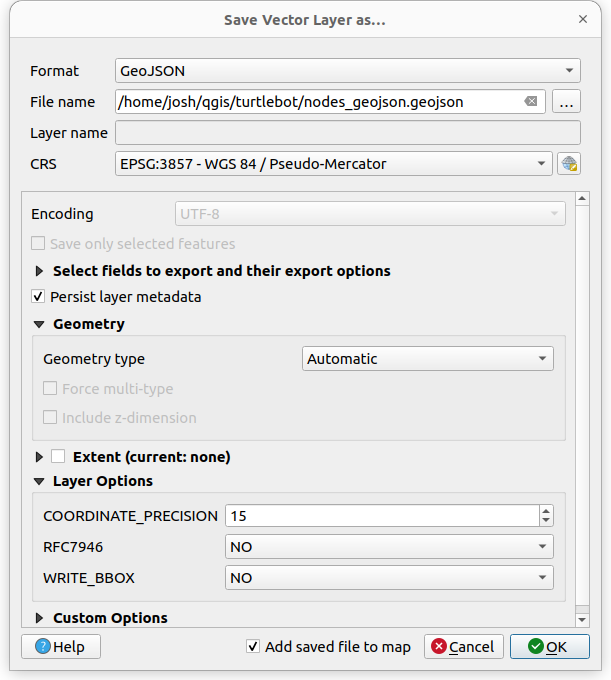 Save Vector Layer as…
Format GeoJSON
File name /home/josh/qgis/turtlebot/nodes_geojson.geojson …
Layer name
CRS EPSG:3857 - WGS 84 / Pseudo-Mercator
Encoding UTF-8
Save only selected features
Select fields to export and their export options
Persist layer metadata
Geometry
Geometry type Automatic
Force multi-type
Include z-dimension
Extent (current: none)
Layer Options
COORDINATE_PRECISION 15
RFC7946 NO
WRITE_BBOX NO
Custom Options
Help Add saved file to map Cancel OK